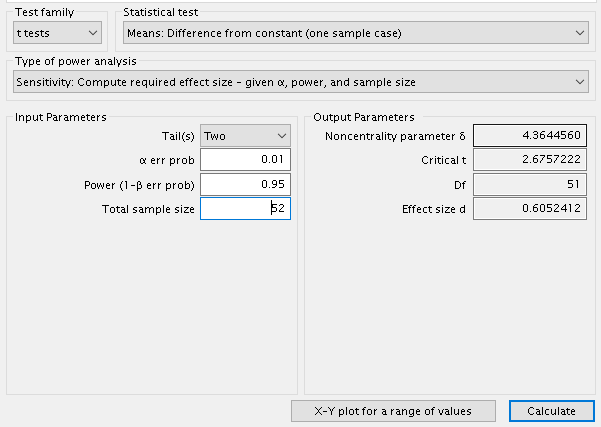 Test family Statistical test
t tests Means: Difference from constant (one sample case)
Type of power analysis
Sensitivity: Compute required effect size – given α, power, and sample size
Input Parameters Output Parameters
Tail(s) Two Noncentrality parameter δ 4.3644560
α err prob 0.01 Critical t 2.6757222
Power (1-β err prob) 0.95 Df 51
Total sample size 52 Effect size d 0.6052412
X-Y plot for a range of values Calculate